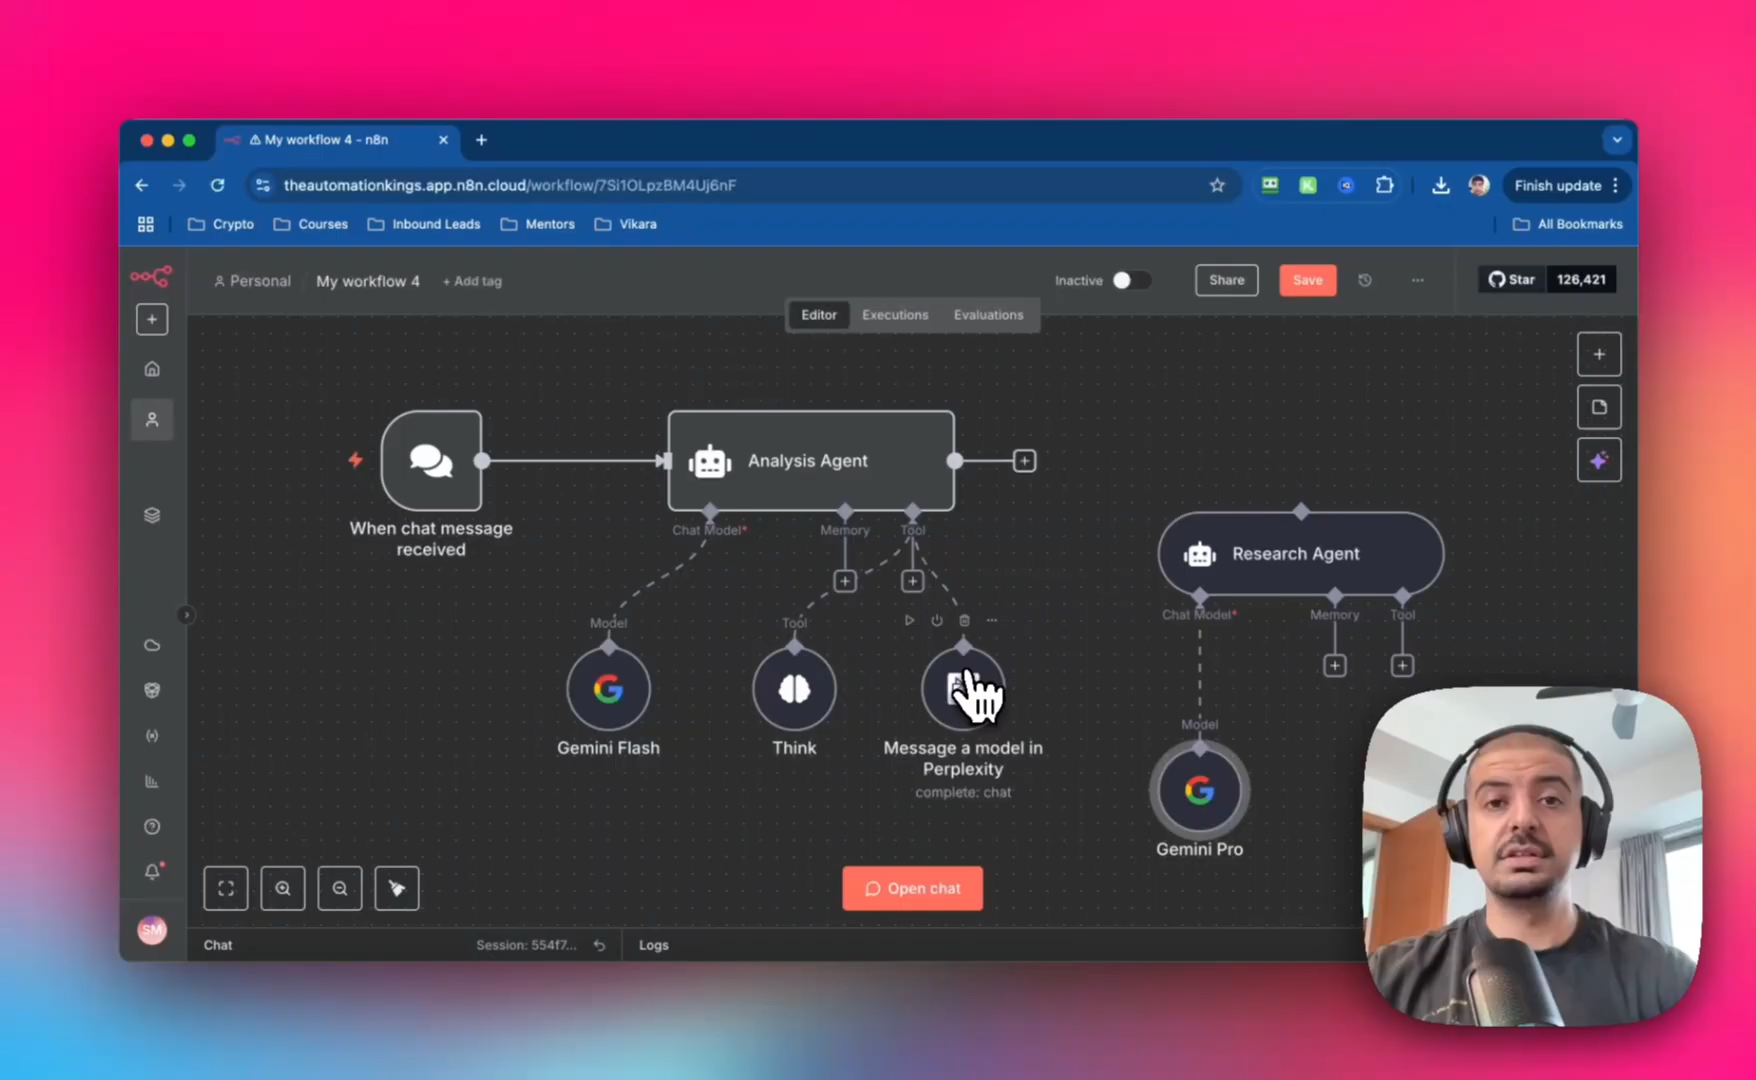 My workflow 4 - n8n
theautomationkings.app.n8n.cloud/workflow/7Si1OLpzBM4Uj6nF
Finish update
Crypto
Courses
Inbound Leads
Mentors
Vikara
All Bookmarks
Personal
My workflow 4
+ Add tag
Inactive
Share
Save
Star
126,421
Editor
Executions
Evaluations
Analysis Agent
When chat message
received
Chat Model*
Memory
Tool
Research Agent
Chat Model*
Memory
Tool
Model
Tool
Gemini Flash
Think
Message a model in
Perplexity
complete: chat
Model
Gemini Pro
Open chat
SM
Chat
Session: 554f7...
Logs